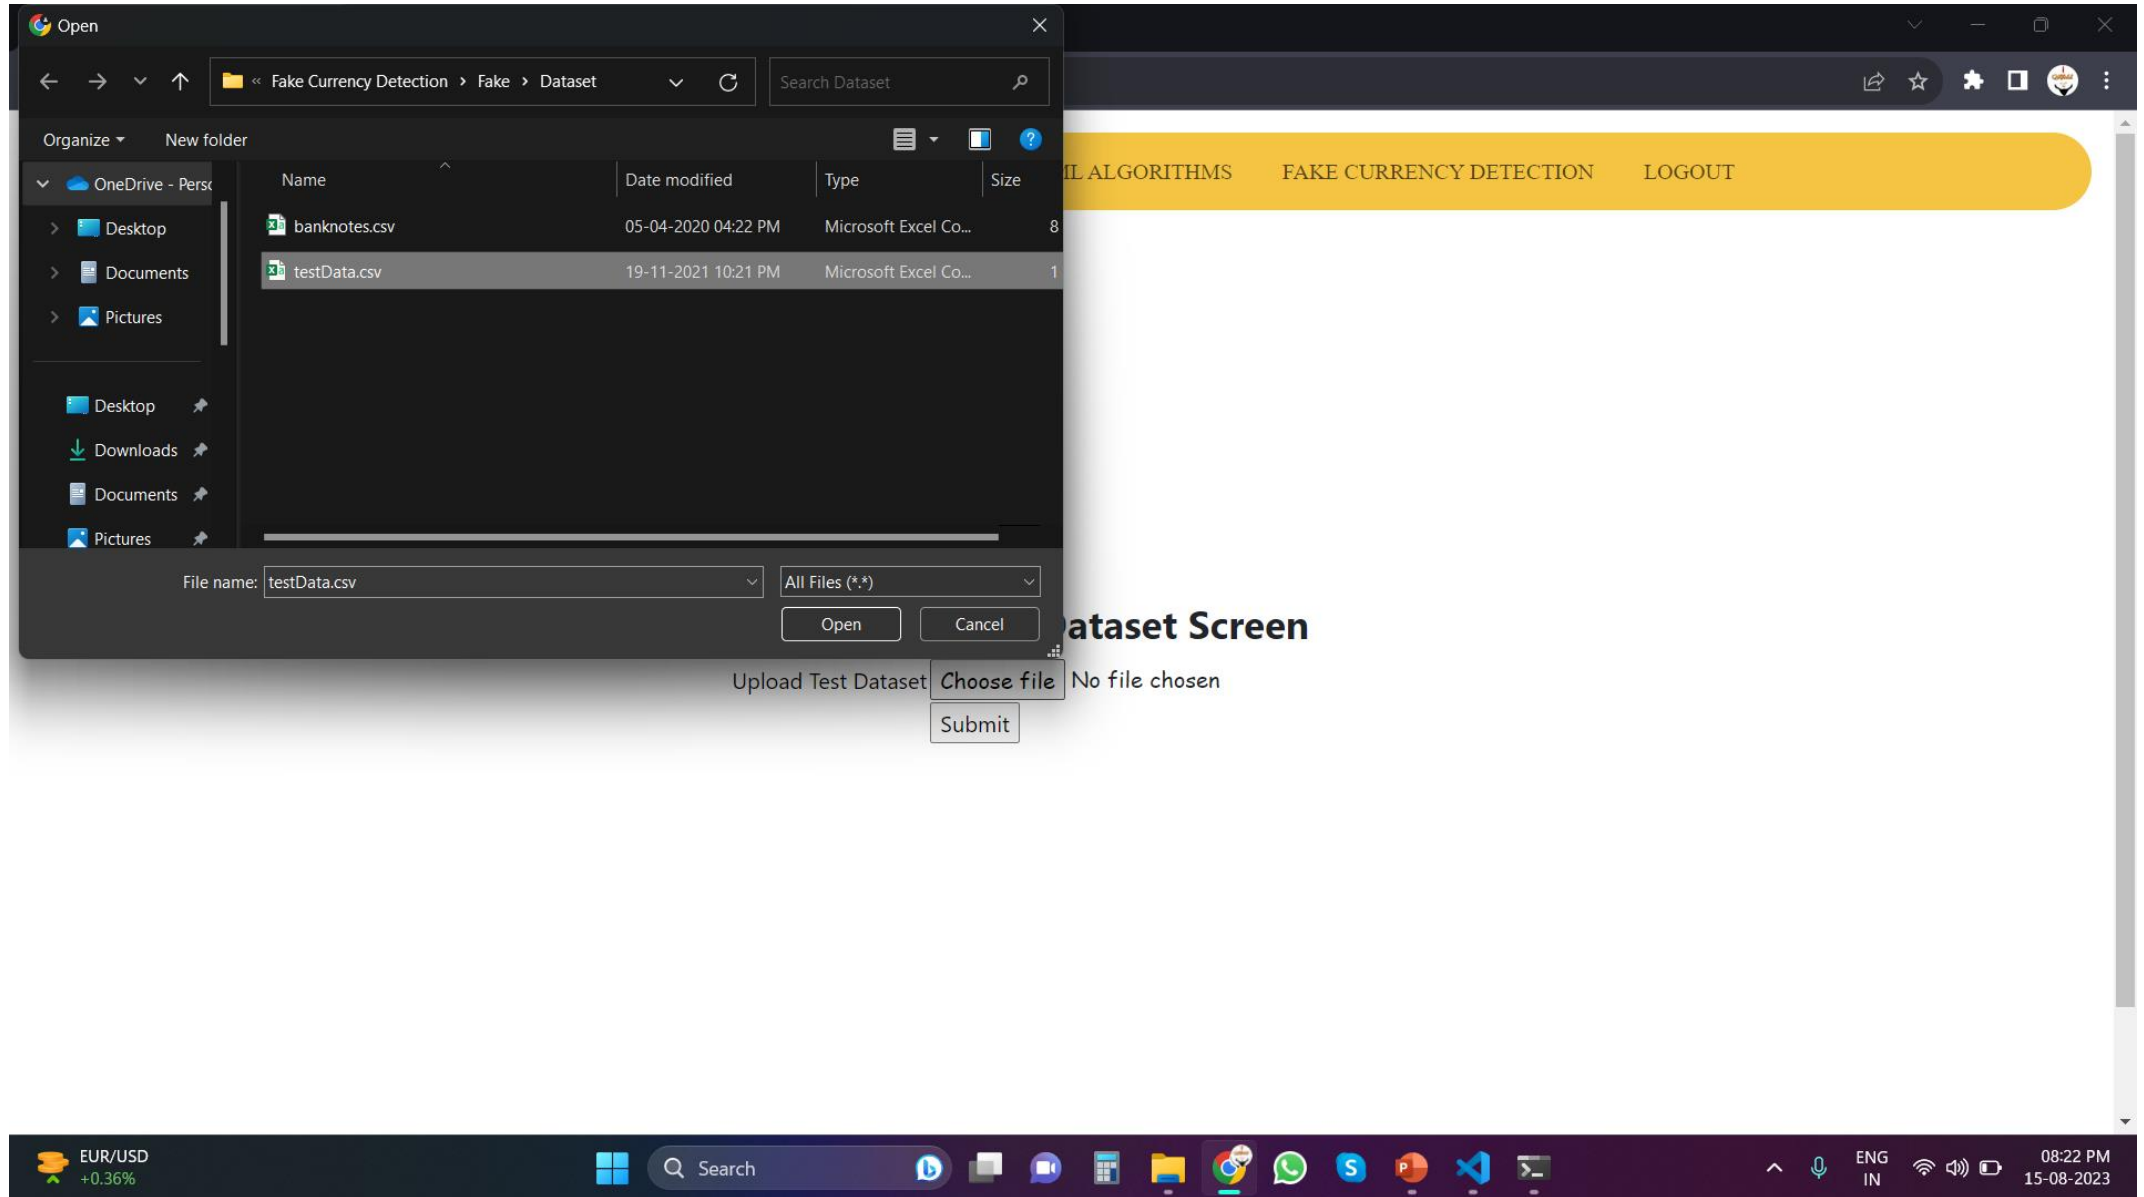 Open
« Fake Currency Detection > Fake > Dataset
Search Dataset
Organize
New folder
Name
Date modified
Type
Size
OneDrive - Perso
Desktop
Documents
Pictures
banknotes.csv 05-04-2020 04:22 PM Microsoft Excel Co... 8
testData.csv 19-11-2021 10:21 PM Microsoft Excel Co... 1
Desktop
Downloads
Documents
Pictures
File name: testData.csv
All Files (*.*)
Open
Cancel
ML ALGORITHMS FAKE CURRENCY DETECTION LOGOUT
ataset Screen
Upload Test Dataset Choose file No file chosen
Submit
EUR/USD
+0.36%
Search
ENG
IN
08:22 PM
15-08-2023